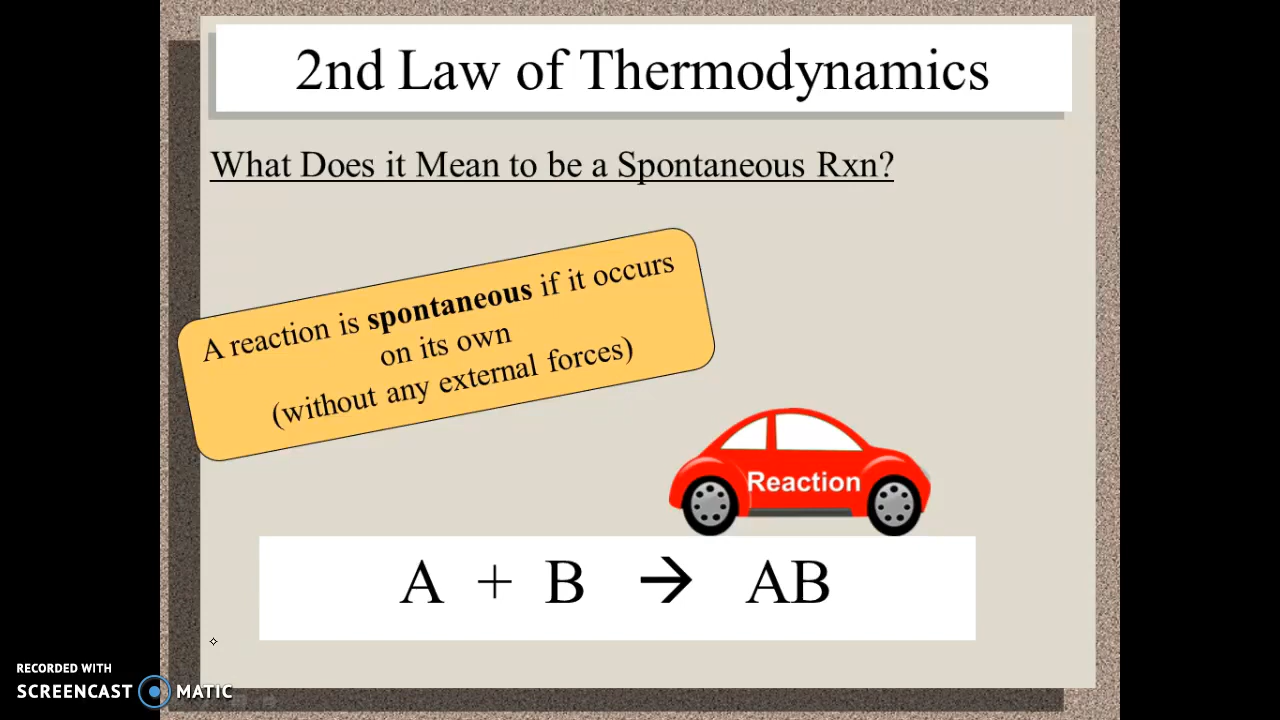 2nd Law of Thermodynamics
What Does it Mean to be a Spontaneous Rxn?
A reaction is spontaneous if it occurs
on its own
(without any external forces)
Reaction
A + B → AB
RECORDED WITH
SCREENCAST MATIC